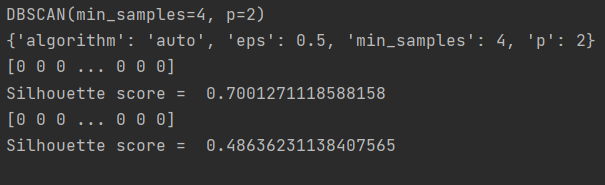 DBSCAN(min_samples=4, p=2)
{'algorithm': 'auto', 'eps': 0.5, 'min_samples': 4, 'p': 2}
[0 0 0 ... 0 0 0]
Silhouette score =  0.7001271118588158
[0 0 0 ... 0 0 0]
Silhouette score =  0.48636231138407565